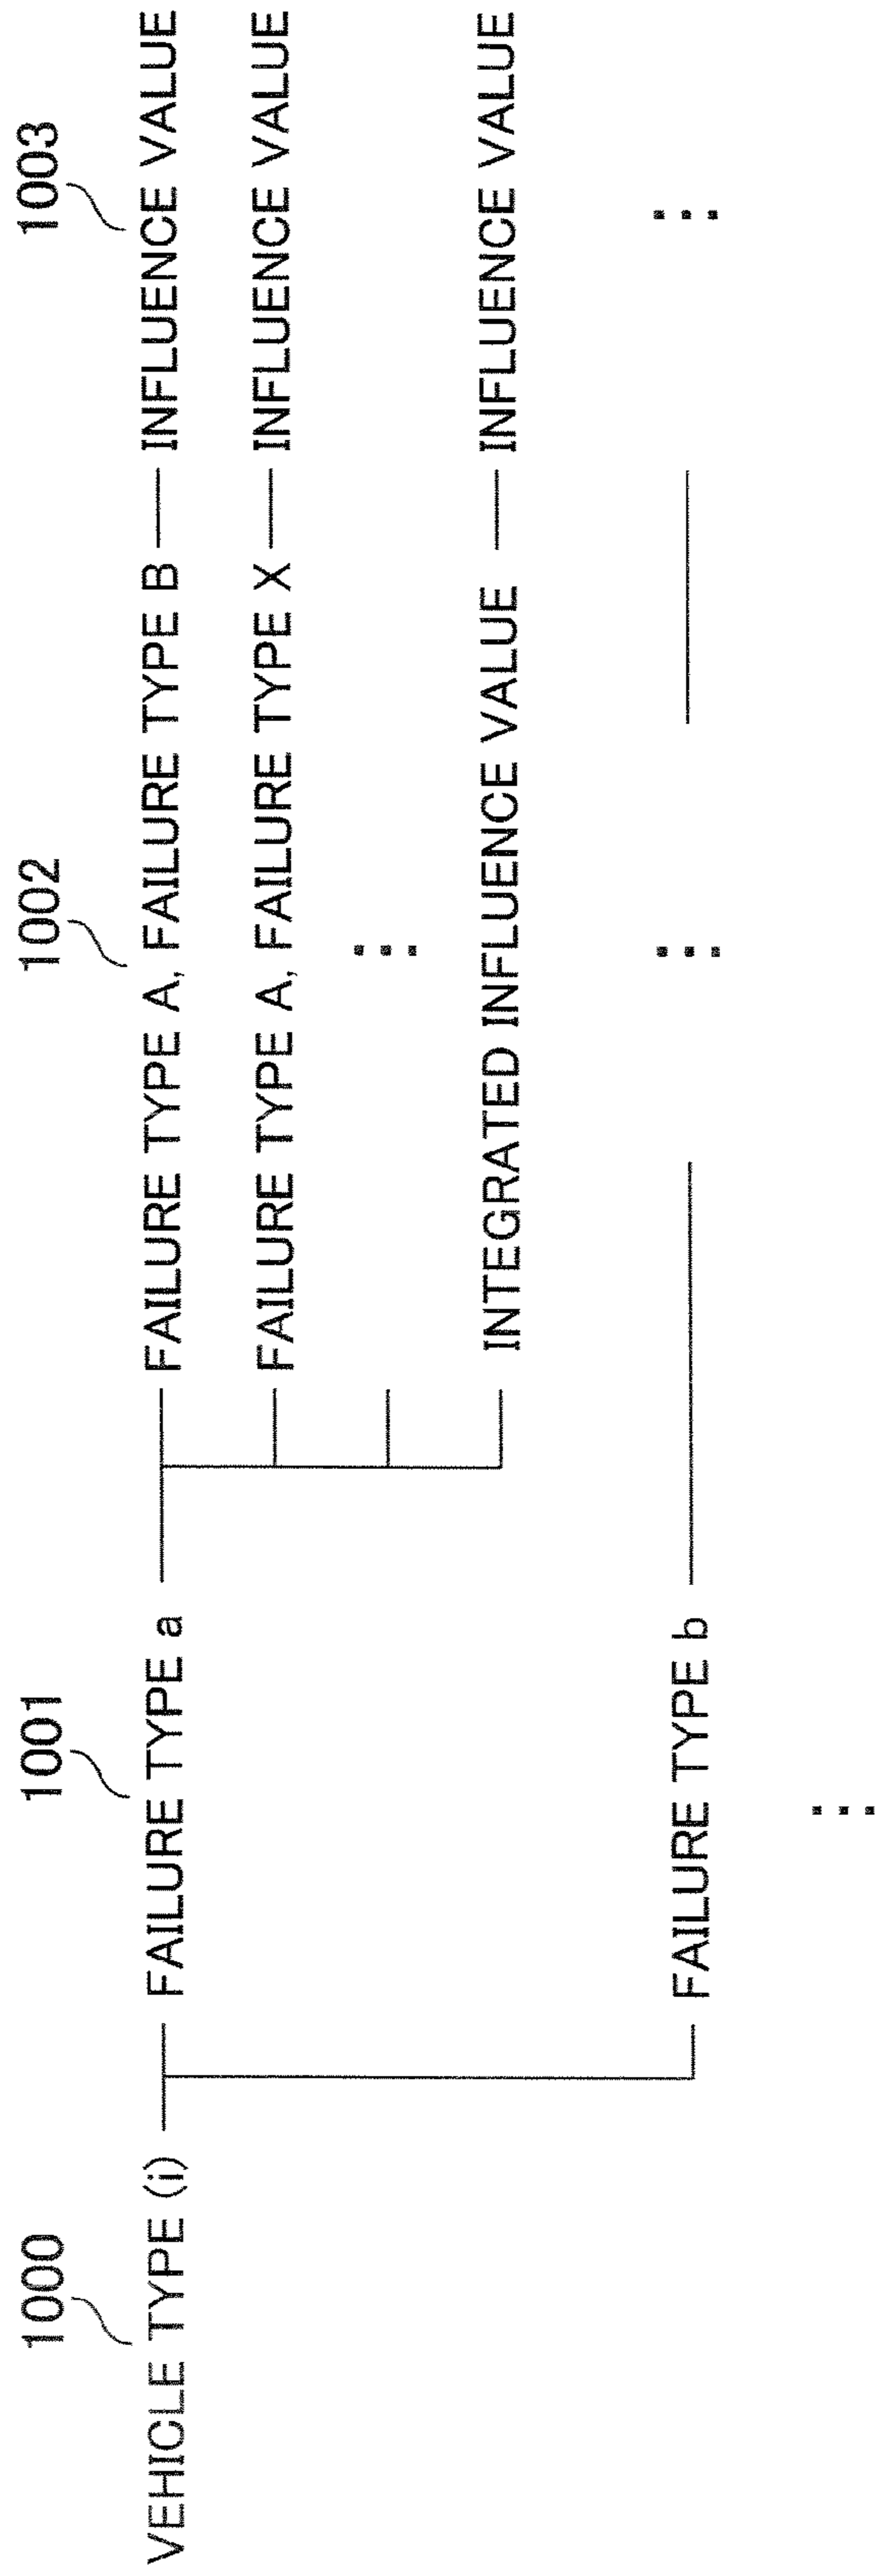 1000 1001 1002 1003
VEHICLE TYPE (i) FAILURE TYPE a FAILURE TYPE A, FAILURE TYPE B INFLUENCE VALUE
FAILURE TYPE A, FAILURE TYPE X INFLUENCE VALUE
INTEGRATED INFLUENCE VALUE INFLUENCE VALUE
FAILURE TYPE b